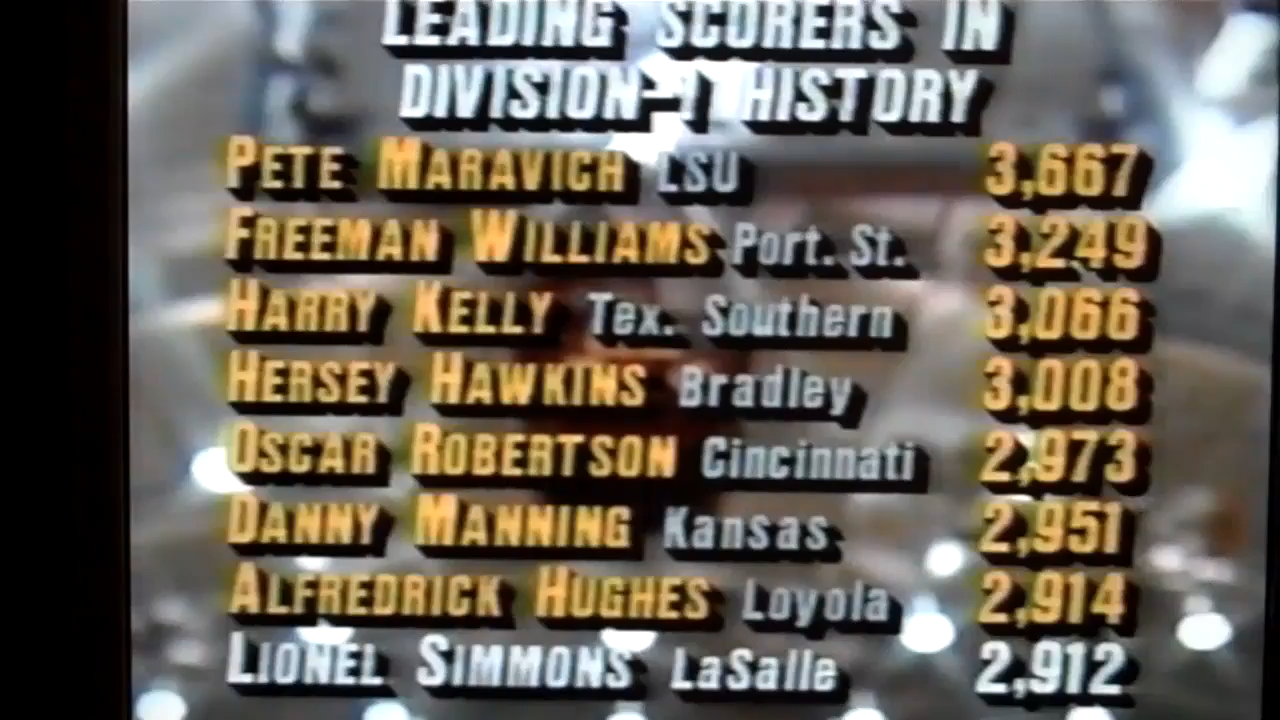 LEADING SCORERS IN
DIVISION-1 HISTORY
PETE MARAVICH LSU 3,667
FREEMAN WILLIAMS Port. St. 3,249
HARRY KELLY Tex. Southern 3,066
HERSEY HAWKINS Bradley 3,008
OSCAR ROBERTSON Cincinnati 2,973
DANNY MANNING Kansas 2,951
ALFREDRICK HUGHES Loyola 2,914
LIONEL SIMMONS LaSalle 2,912